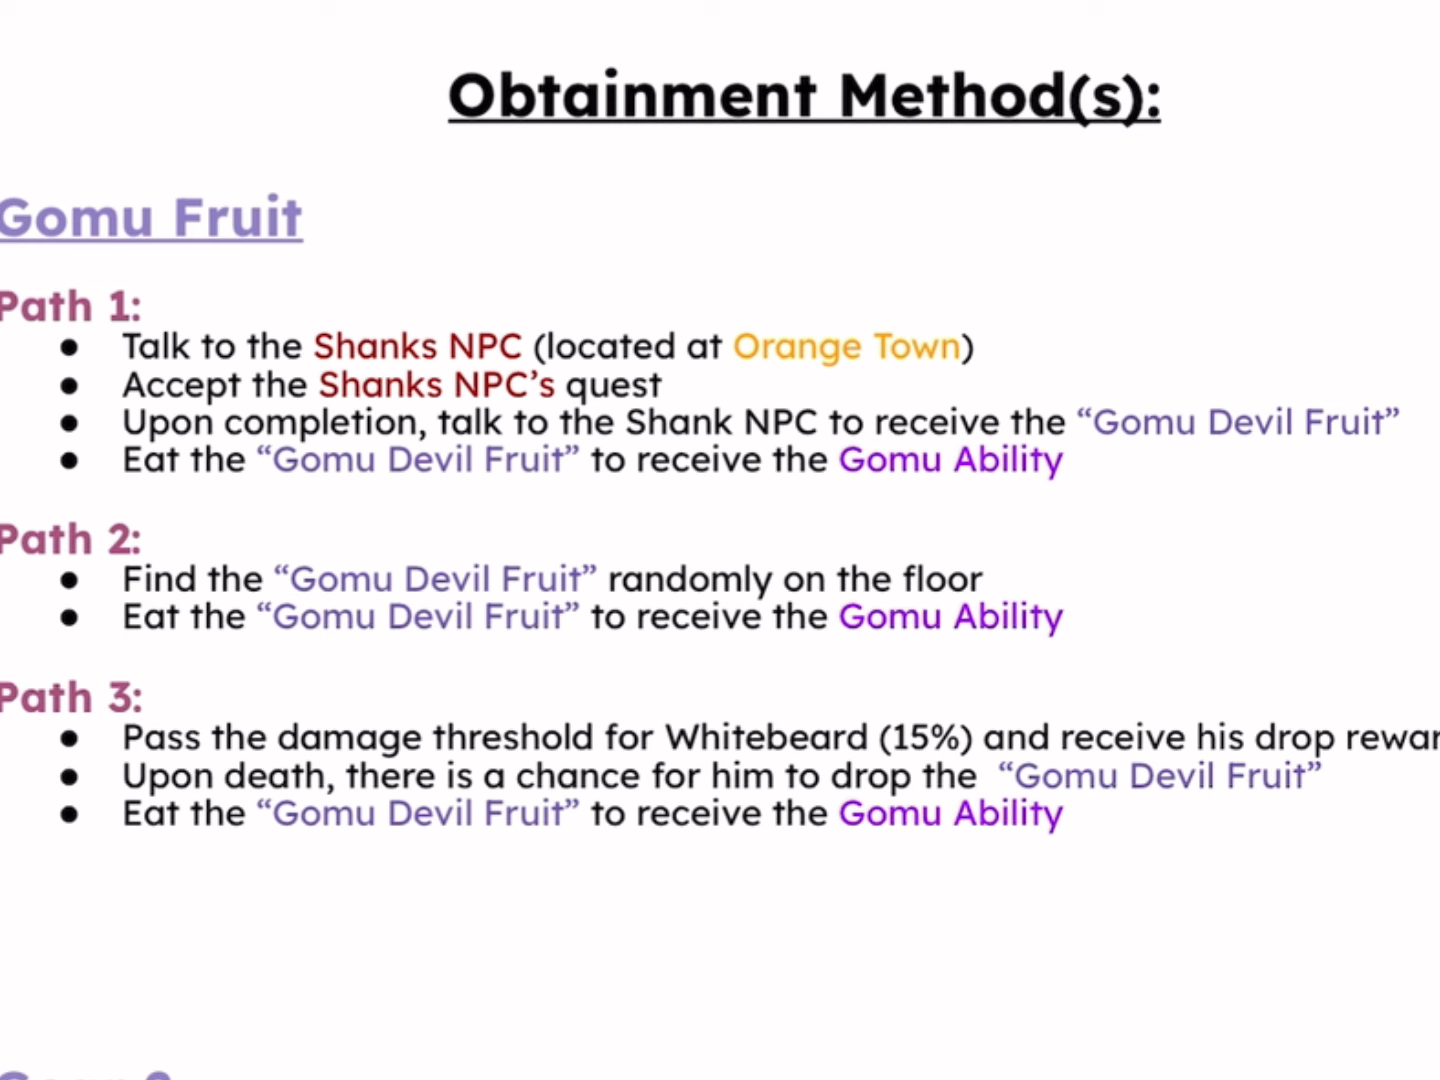 Obtainment Method(s):
Gomu Fruit
Path 1:
● Talk to the Shanks NPC (located at Orange Town)
● Accept the Shanks NPC’s quest
● Upon completion, talk to the Shank NPC to receive the “Gomu Devil Fruit”
● Eat the “Gomu Devil Fruit” to receive the Gomu Ability
Path 2:
● Find the “Gomu Devil Fruit” randomly on the floor
● Eat the “Gomu Devil Fruit” to receive the Gomu Ability
Path 3:
● Pass the damage threshold for Whitebeard (15%) and receive his drop
● Upon death, there is a chance for him to drop the “Gomu Devil Fruit”
● Eat the “Gomu Devil Fruit” to receive the Gomu Ability